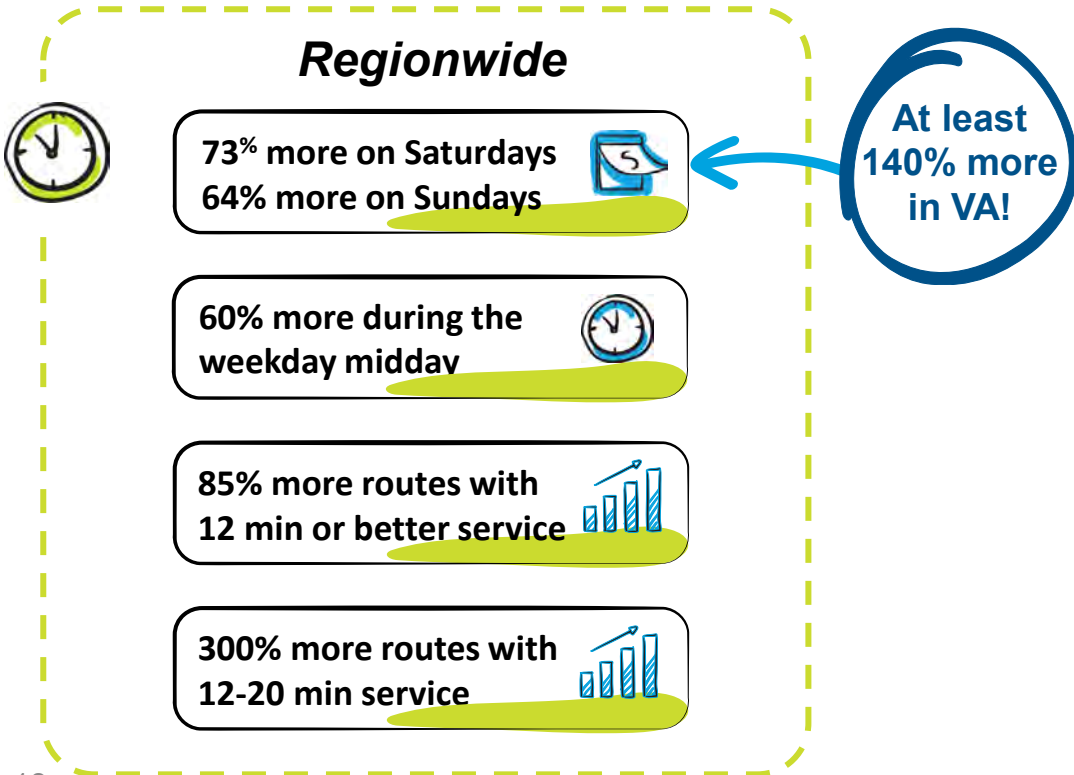 Regionwide
73% more on Saturdays
64% more on Sundays
S
At least
140% more
in VA!
60% more during the
weekday midday
85% more routes with
12 min or better service
300% more routes with
12-20 min service